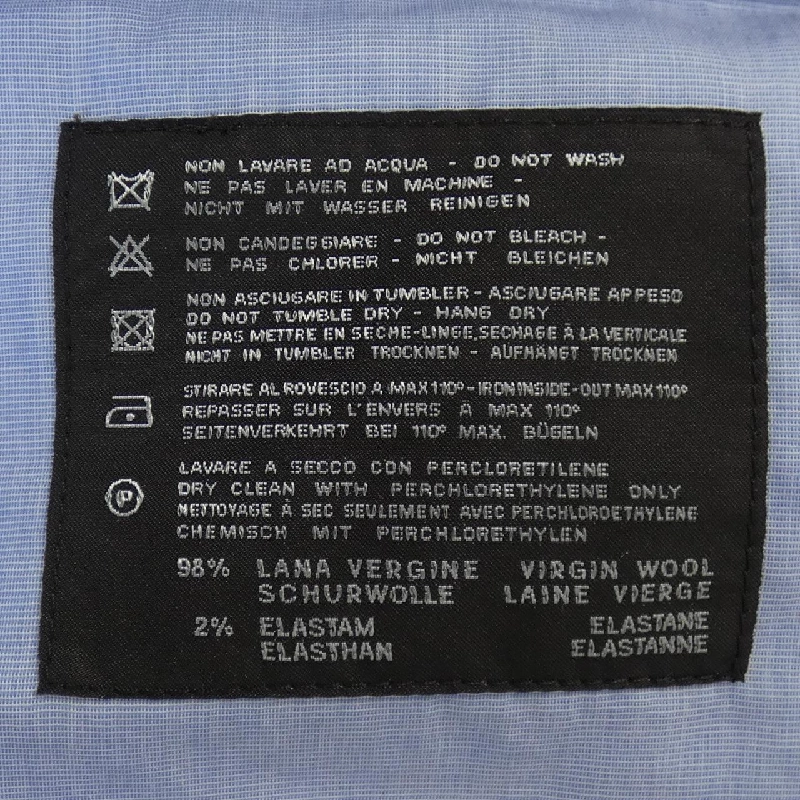 NON LAVARE AD ACQUA - DO NOT WASH
NE PAS LAVER EN MACHINE -
NICHT MIT WASSER REINIGEN
NON CANDEGGIARE - DO NOT BLEACH -
NE PAS CHLORER - NICHT BLEICHEN
NON ASCIUGARE IN TUMBLER - ASCIUGARE APPESO
DO NOT TUMBLE DRY - HANG DRY
NE PAS METTRE EN SECHE-LINGE, SECHAGE À LA VERTICALE
NICHT IN TUMBLER TROCKNEN - AUFHÄNGT TROCKNEN
STIRARE AL ROVESCIO A MAX 110° - IRON INSIDE-OUT MAX 110°
REPASSER SUR L'ENVERS À MAX 110°
SEITENVERKEHRT BEI 110° MAX. BÜGELN
LAVARE A SECCO CON PERCLORETILENE
P DRY CLEAN WITH PERCHLORETHYLENE ONLY
NETTOYAGE À SEC SEULEMENT AVEC PERCHLOROETHYLENE
CHEMISCH MIT PERCHLORETHYLEN
98% LANA VERGINE VIRGIN WOOL
SCHURWOLLE LAINE VIERGE
2% ELASTAM ELASTANE
ELASTHAN ELASTANNE